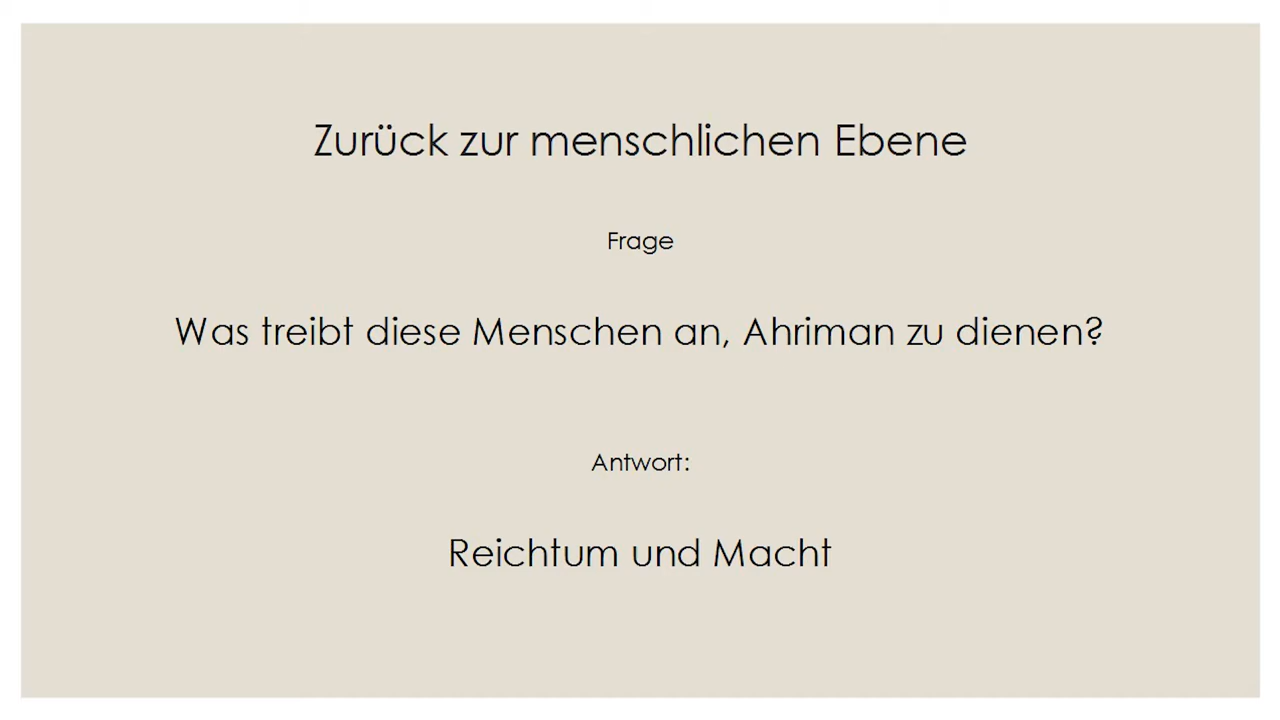 Zurück zur menschlichen Ebene
Frage
Was treibt diese Menschen an, Ahriman zu dienen?
Antwort:
Reichtum und Macht